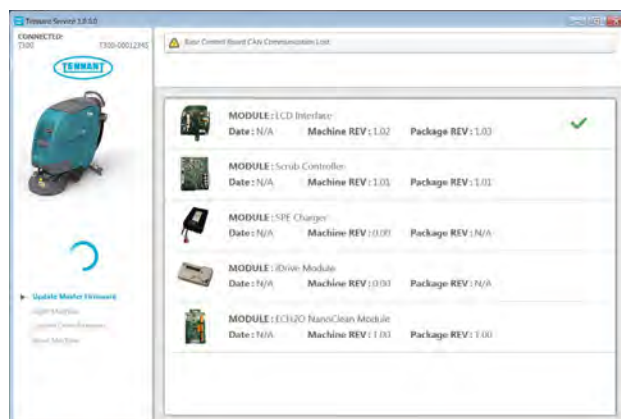 Tennant Service 3.0.5.0
CONNECTED:
T300 T300-00012345
TENNANT
Base Control Board CAN Communication Lost
MODULE: LCD Interface
Date: N/A Machine REV: 1.02 Package REV: 1.03
MODULE: Scrub Controller
Date: N/A Machine REV: 1.01 Package REV: 1.01
MODULE: SPE Charger
Date: N/A Machine REV: 0.00 Package REV: N/A
MODULE: iDrive Module
Date: N/A Machine REV: 0.00 Package REV: N/A
MODULE: ECH2O NanoClean Module
Date: N/A Machine REV: 1.00 Package REV: 1.00
Update Master Firmware